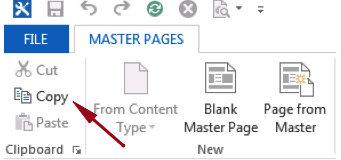 FILE
MASTER PAGES
Cut
Copy
Paste
Clipboard
From Content
Type
Blank
Master Page
Page from
Master
New